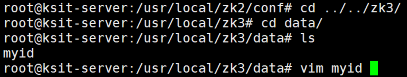 root@ksit-server:/usr/local/zk2/conf# cd ../../zk3/
root@ksit-server:/usr/local/zk3# cd data/
root@ksit-server:/usr/local/zk3/data# ls
myid
root@ksit-server:/usr/local/zk3/data# vim myid